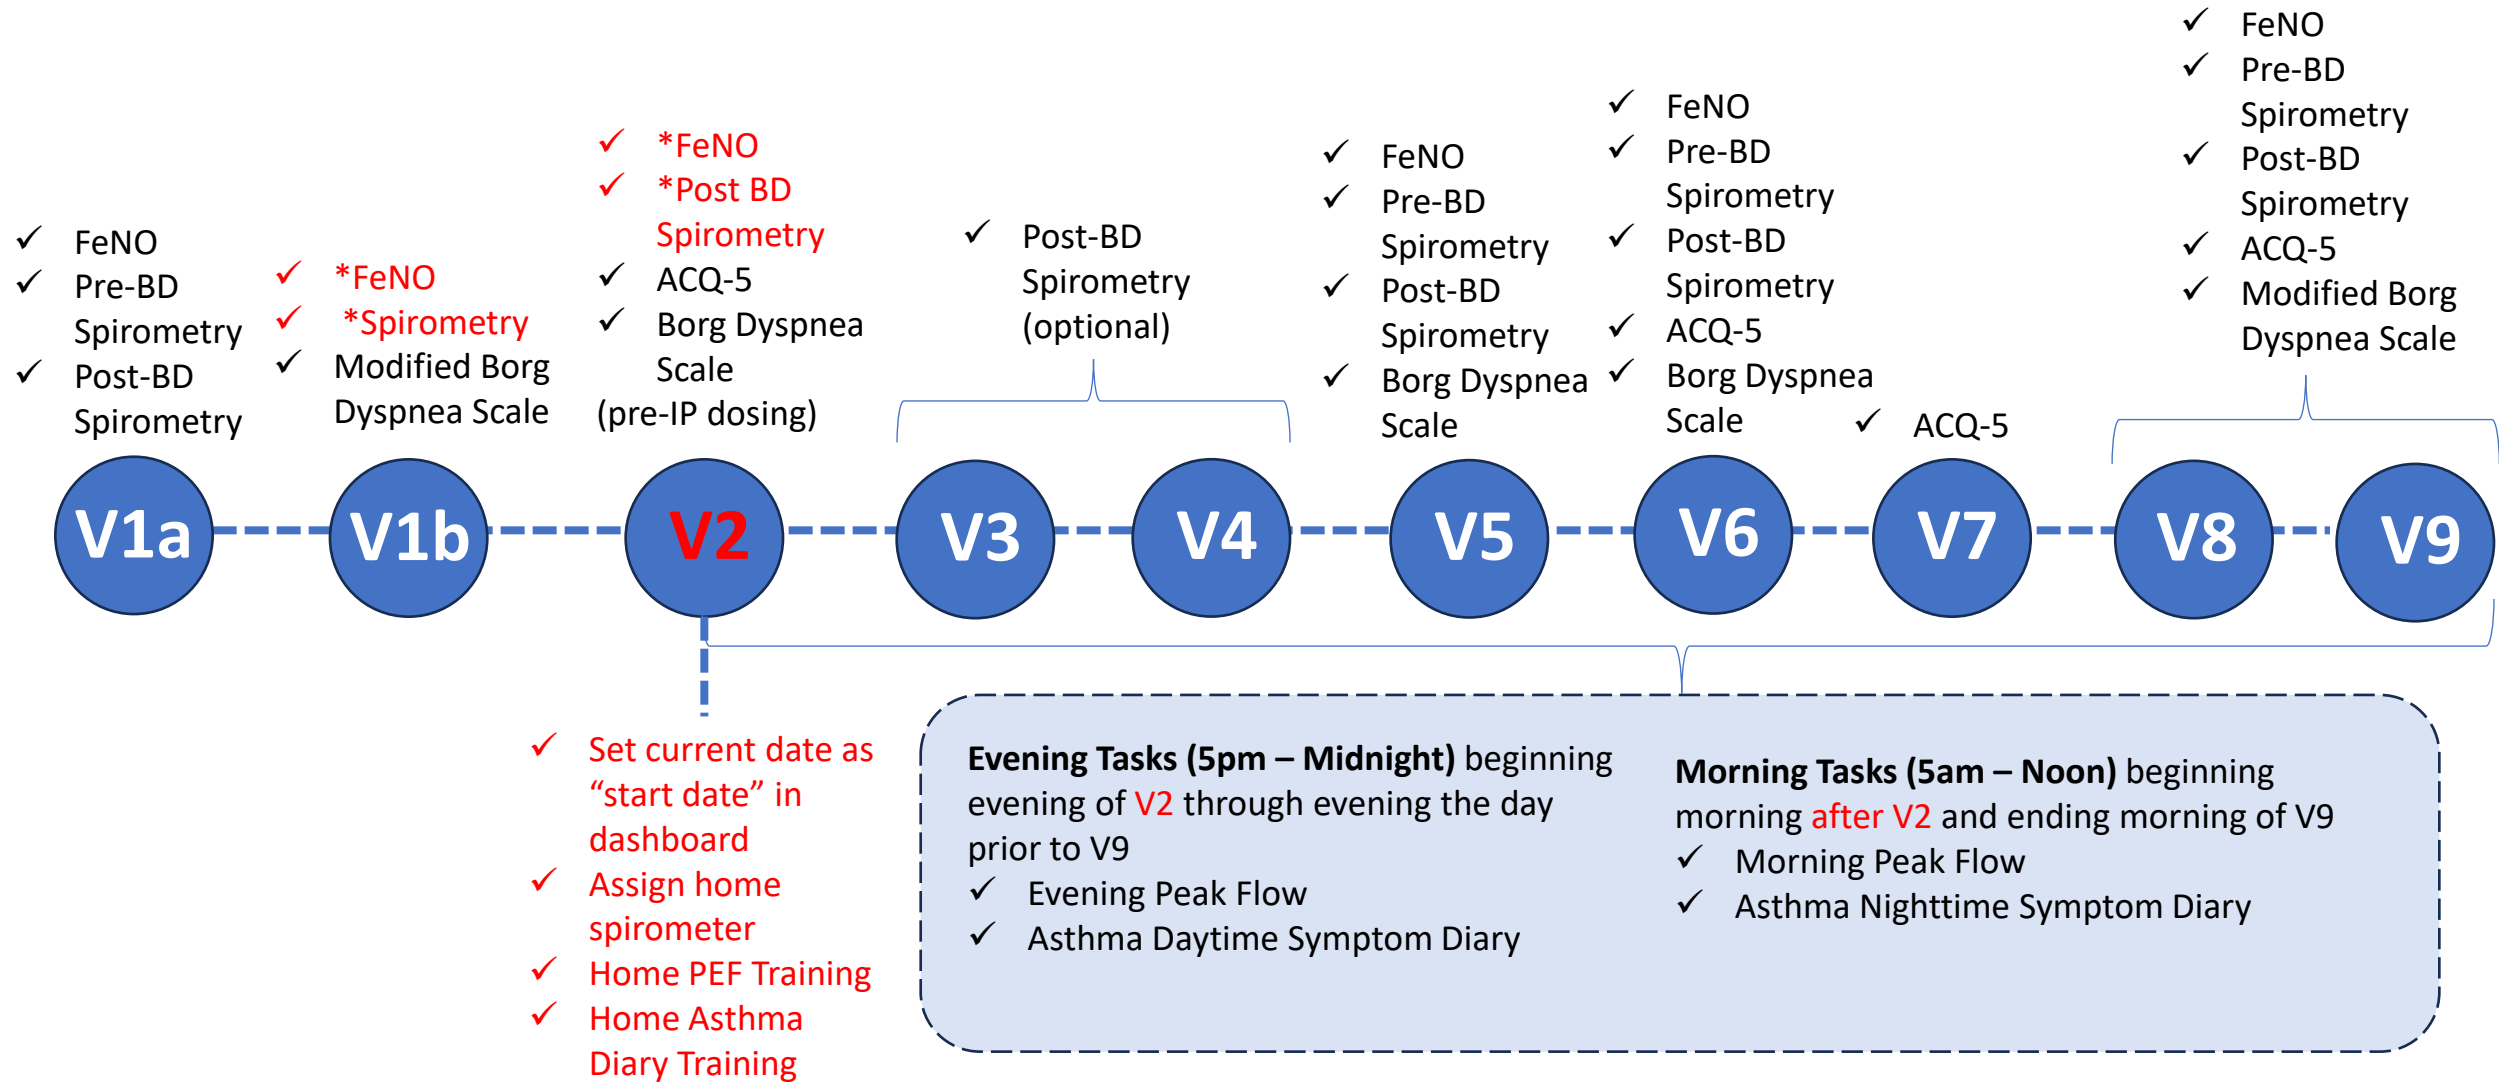 FeNO
Pre-BD
Spirometry
Post-BD
Spirometry
*FeNO
*Spirometry
Modified Borg
Dyspnea Scale
*FeNO
*Post BD
Spirometry
ACQ-5
Borg Dyspnea
Scale
(pre-IP dosing)
Post-BD
Spirometry
(optional)
FeNO
Pre-BD
Spirometry
Post-BD
Spirometry
Borg Dyspnea
Scale
FeNO
Pre-BD
Spirometry
Post-BD
Spirometry
ACQ-5
Borg Dyspnea
Scale
ACQ-5
FeNO
Pre-BD
Spirometry
Post-BD
Spirometry
ACQ-5
Modified Borg
Dyspnea Scale
V1a
V1b
V2
V3
V4
V5
V6
V7
V8
V9
Set current date as
“start date” in
dashboard
Assign home
spirometer
Home PEF Training
Home Asthma
Diary Training
Evening Tasks (5pm – Midnight) beginning
evening of V2 through evening the day
prior to V9
Evening Peak Flow
Asthma Daytime Symptom Diary
Morning Tasks (5am – Noon) beginning
morning after V2 and ending morning of V9
Morning Peak Flow
Asthma Nighttime Symptom Diary